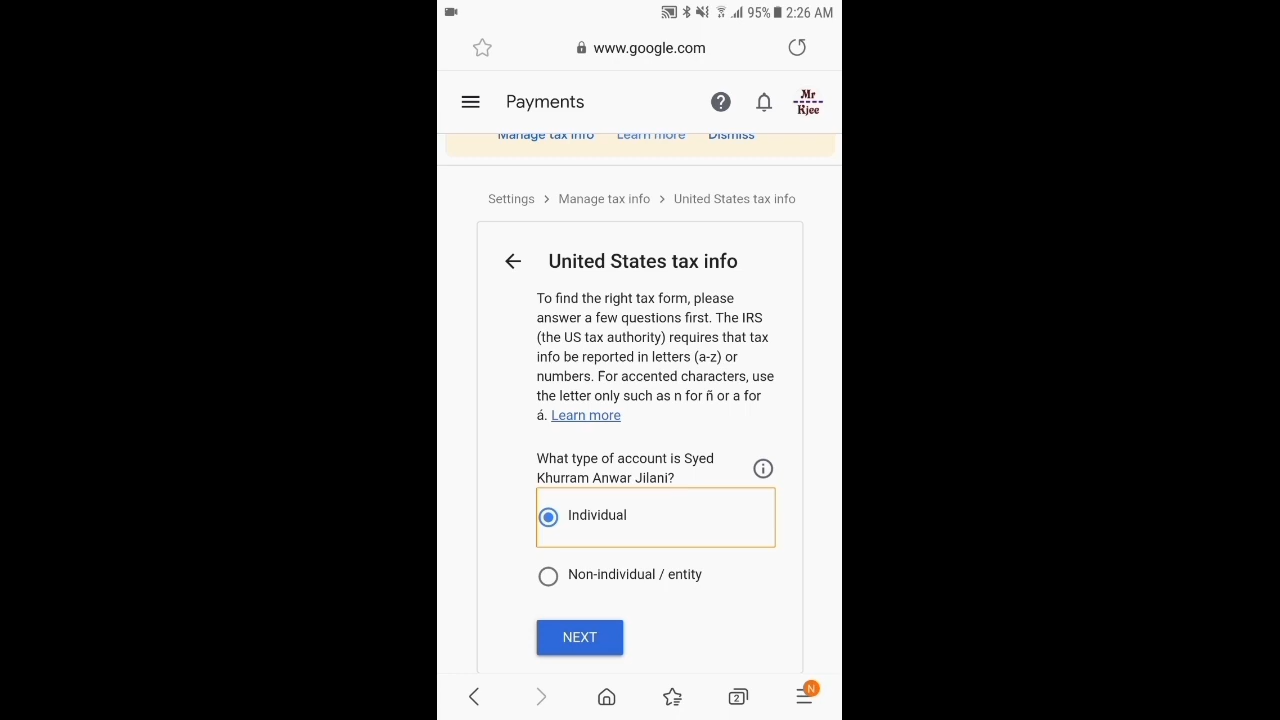 95% 2:26 AM
www.google.com
Payments
Mr
Kjee
Manage tax info Learn more Dismiss
Settings > Manage tax info > United States tax info
United States tax info
To find the right tax form, please
answer a few questions first. The IRS
(the US tax authority) requires that tax
info be reported in letters (a-z) or
numbers. For accented characters, use
the letter only such as n for ñ or a for
á. Learn more
What type of account is Syed
Khurram Anwar Jilani?
Individual
Non-individual / entity
NEXT
2
N